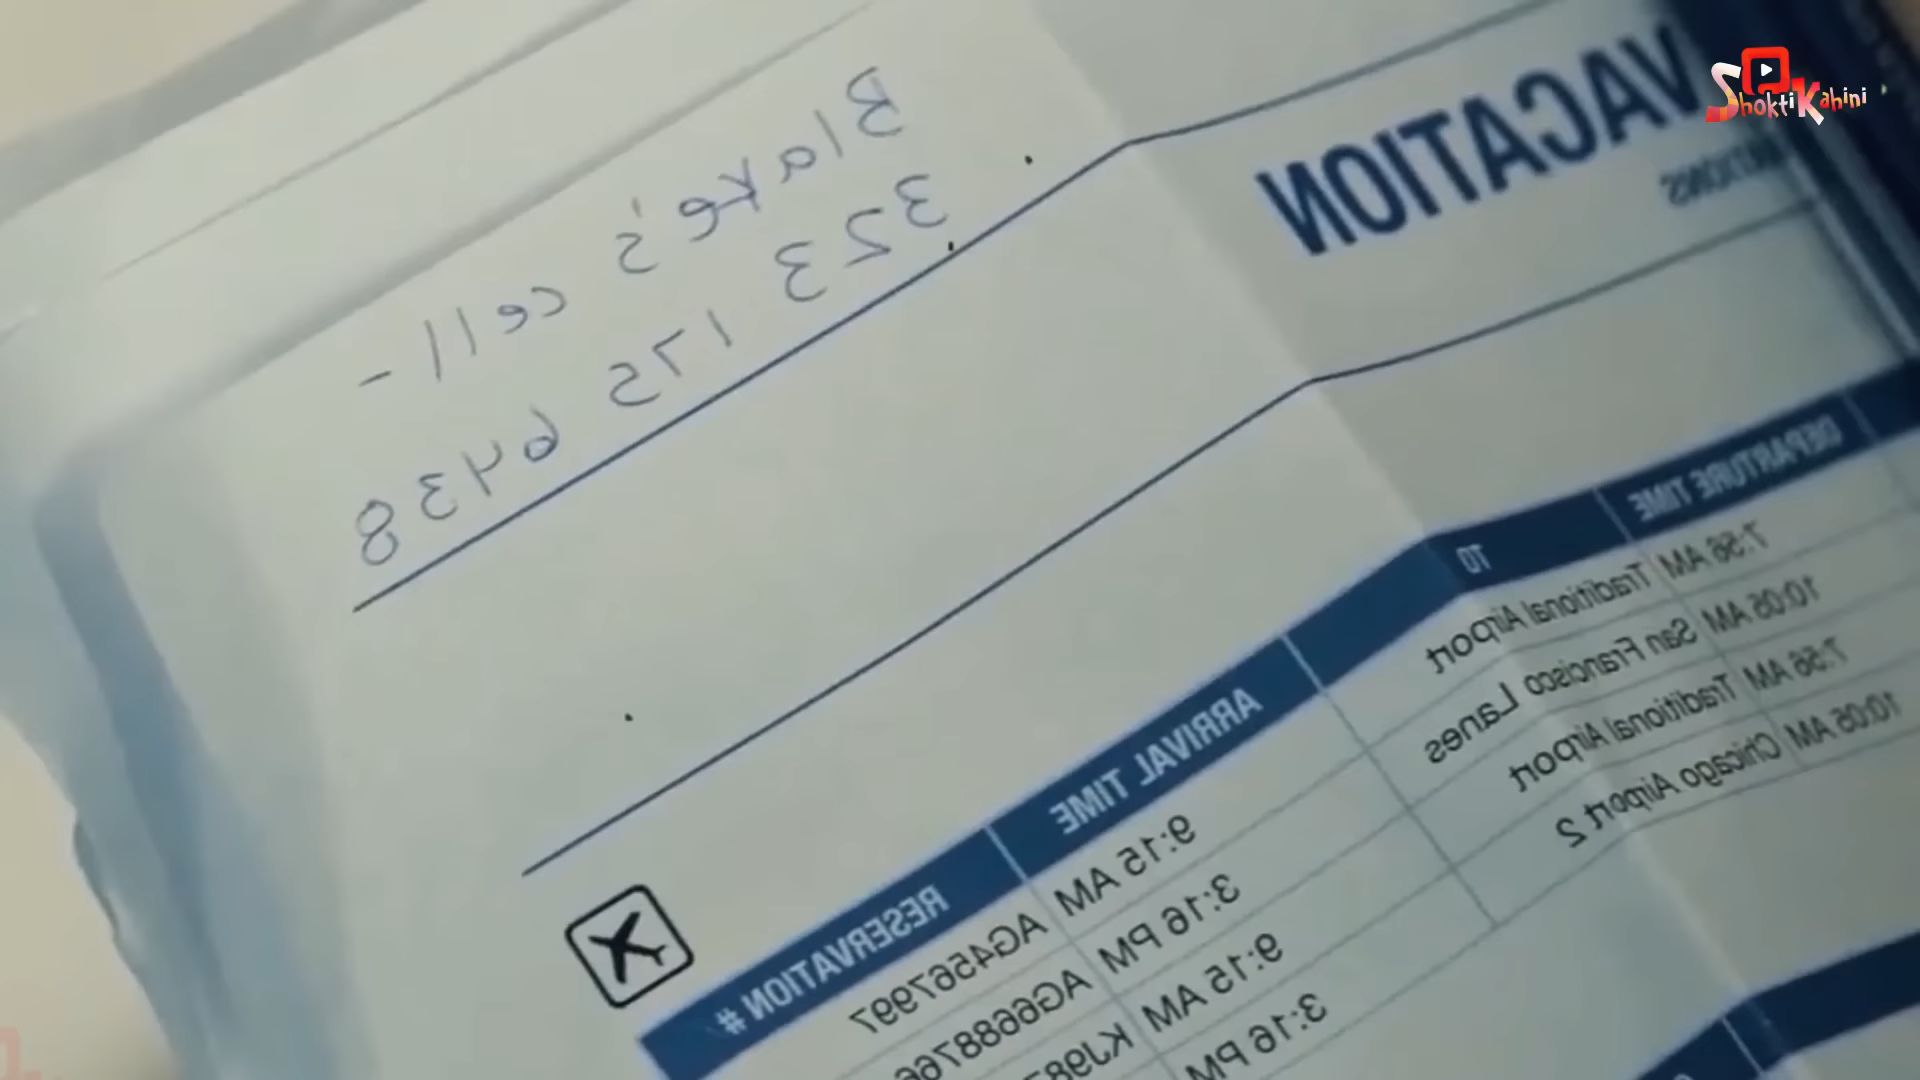 Shokti Kahini
VACATION
Blake's cell -
323 175 6438
DEPARTURE TIME
TO
ARRIVAL TIME
RESERVATION #
7:56 AM Traditional Airport 9:15 AM AG4567997
10:05 AM San Francisco Lanes 3:16 PM
7:56 AM Traditional Airport 9:15 AM
10:05 AM Chicago Airport 2 3:16 PM